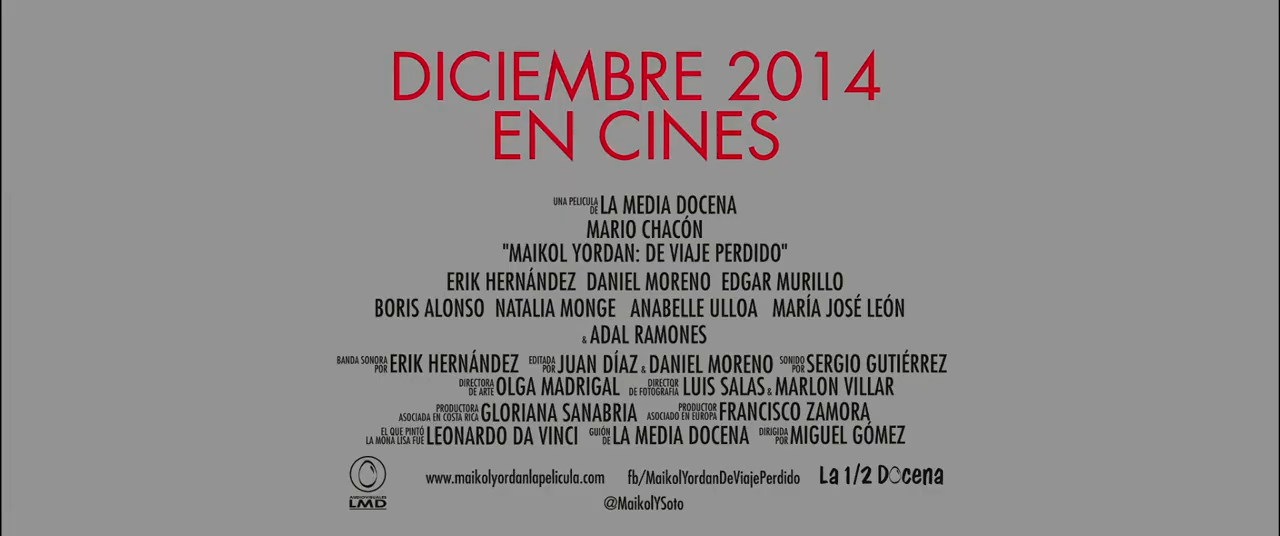 DICIEMBRE 2014
EN CINES
UNA PELICULA DE LA MEDIA DOCENA
MARIO CHACÓN
"MAIKOL YORDAN: DE VIAJE PERDIDO"
ERIK HERNÁNDEZ DANIEL MORENO EDGAR MURILLO
BORIS ALONSO NATALIA MONGE ANABELLE ULLOA MARÍA JOSÉ LEÓN
& ADAL RAMONES
BANDA SONORA POR ERIK HERNÁNDEZ EDITADA POR JUAN DÍAZ & DANIEL MORENO SONIDO POR SERGIO GUTIÉRREZ
DIRECTORA DE ARTE OLGA MADRIGAL DIRECTOR DE FOTOGRAFIA LUIS SALAS & MARLON VILLAR
PRODUCTORA ASOCIADA EN COSTA RICA GLORIANA SANABRIA PRODUCTOR ASOCIADO EN EUROPA FRANCISCO ZAMORA
EL QUE PINTÓ LA MONA LISA FUE LEONARDO DA VINCI GUIÓN DE LA MEDIA DOCENA DIRIGIDA POR MIGUEL GÓMEZ
AUDIOVISUALES LMD
www.maikolyordanlapelicula.com fb/MaikolYordanDeViajePerdido La 1/2 Docena
@MaikolYSoto